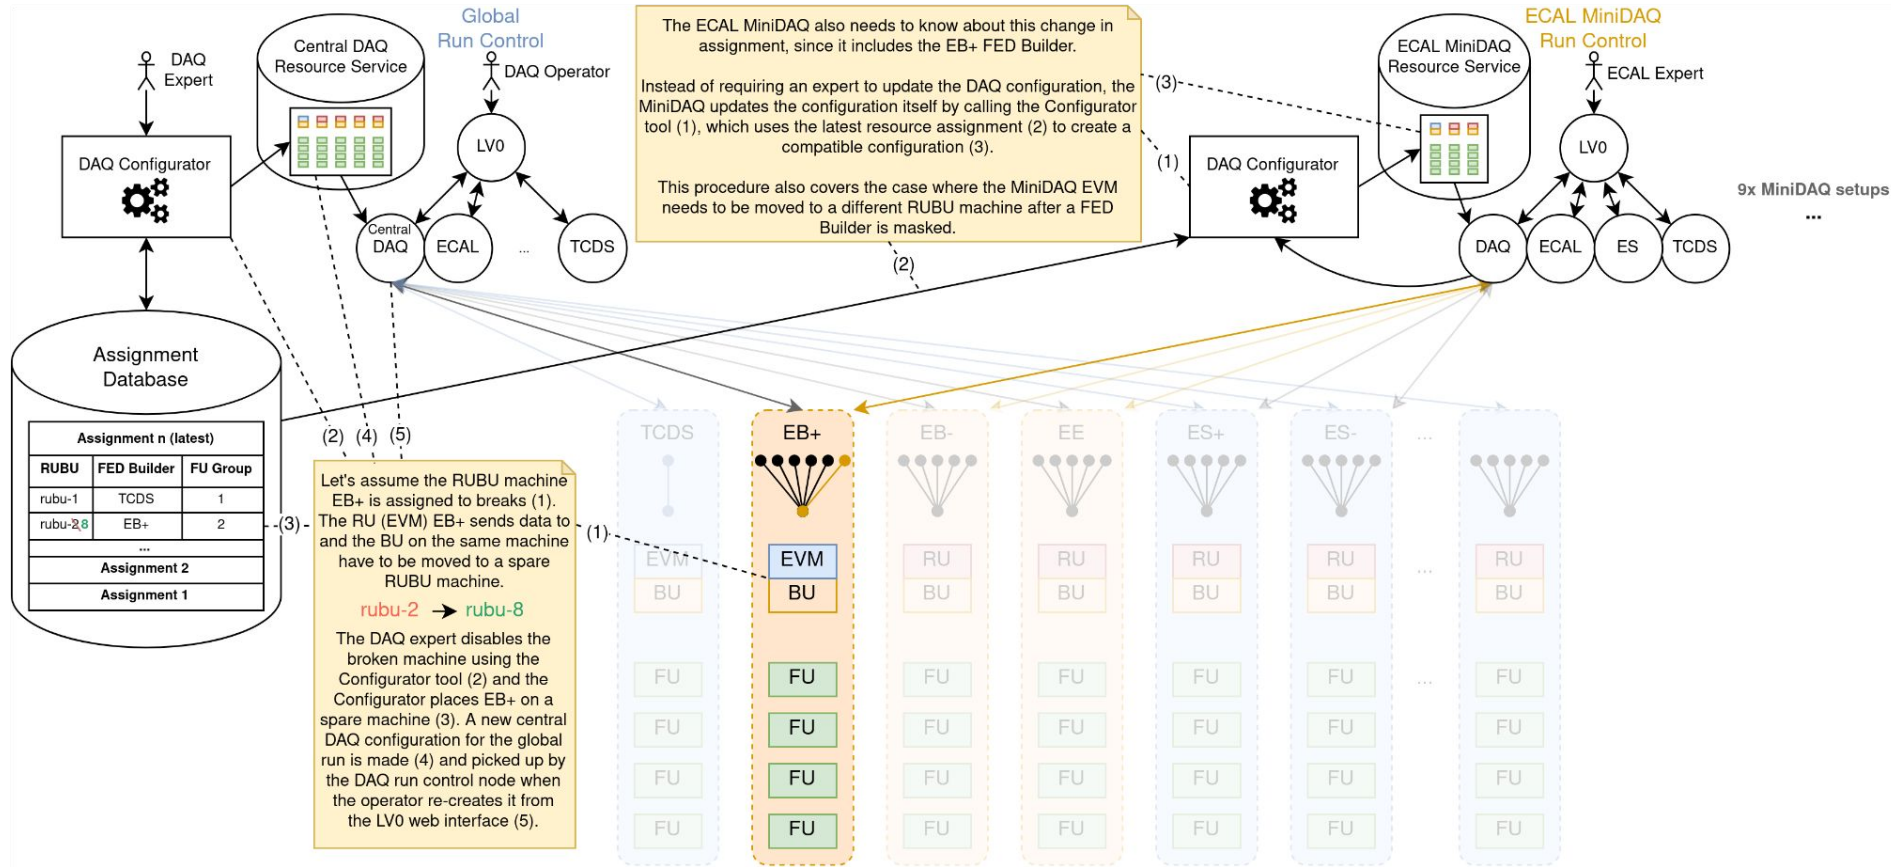 Global
Run Control
DAQ
Expert
Central DAQ
Resource Service
DAQ Operator
DAQ Configurator
LV0
Central
DAQ
ECAL
...
TCDS
The ECAL MiniDAQ also needs to know about this change in
assignment, since it includes the EB+ FED Builder.
Instead of requiring an expert to update the DAQ configuration, the
MiniDAQ updates the configuration itself by calling the Configurator
tool (1), which uses the latest resource assignment (2) to create a
compatible configuration (3).
This procedure also covers the case where the MiniDAQ EVM
needs to be moved to a different RUBU machine after a FED
Builder is masked.
(3)
(1)
(2)
ECAL MiniDAQ
Run Control
ECAL MiniDAQ
Resource Service
ECAL Expert
DAQ Configurator
LV0
DAQ
ECAL
ES
TCDS
9x MiniDAQ setups
...
Assignment
Database
Assignment n (latest)
RUBU FED Builder FU Group
rubu-1 TCDS 1
rubu-28 EB+ 2
...
Assignment 2
Assignment 1
(2)
(4)
(5)
(3)
(1)
Let's assume the RUBU machine
EB+ is assigned to breaks (1).
The RU (EVM) EB+ sends data to
and the BU on the same machine
have to be moved to a spare
RUBU machine.
rubu-2 rubu-8
The DAQ expert disables the
broken machine using the
Configurator tool (2) and the
Configurator places EB+ on a
spare machine (3). A new central
DAQ configuration for the global
run is made (4) and picked up by
the DAQ run control node when
the operator re-creates it from
the LV0 web interface (5).
TCDS EB+ EB- EE ES+ ES- ...
EVM EVM RU RU RU RU ... RU
BU BU BU BU BU BU BU
FU FU FU FU FU FU ... FU
FU FU FU FU FU FU FU
FU FU FU FU FU FU FU
FU FU FU FU FU FU FU